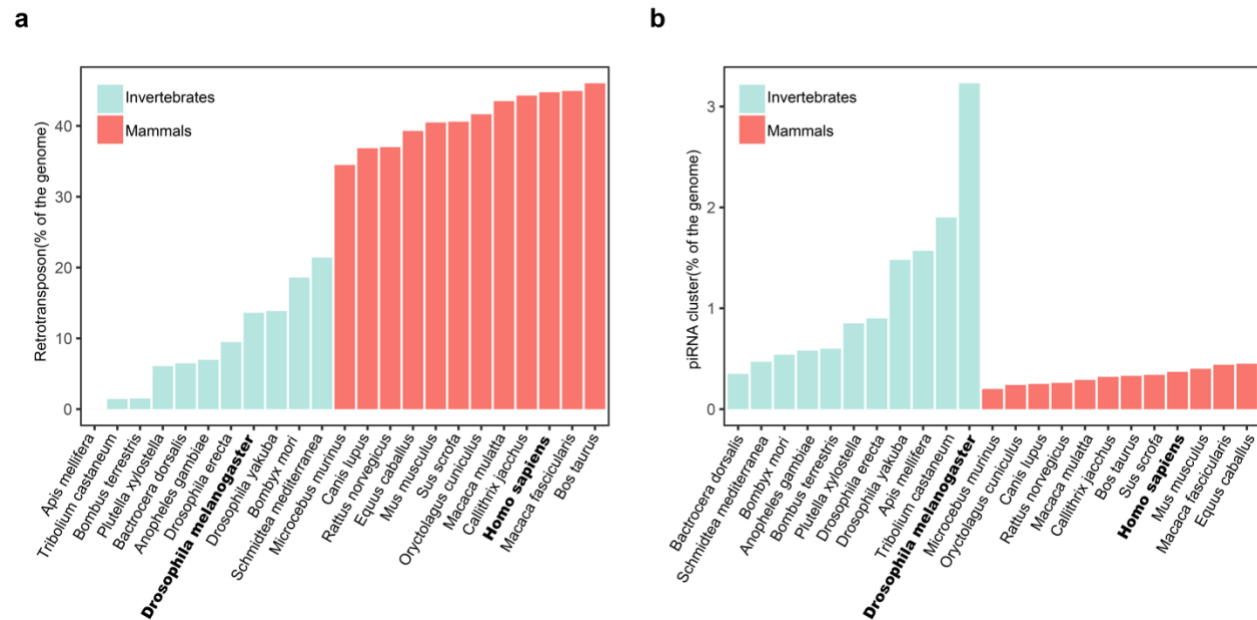 a
Retrotransposon(% of the genome)
40
30
20
10
0
Invertebrates
Mammals
Apis mellifera
Tribolium castaneum
Bombus terrestris
Plutella xylostella
Bactrocera dorsalis
Anopheles gambiae
Drosophila erecta
Drosophila melanogaster
Drosophila yakuba
Bombyx mori
Schmidtea mediterranea
Microcebus murinus
Canis lupus
Rattus norvegicus
Equus caballus
Mus musculus
Sus scrofa
Oryctolagus cuniculus
Macaca mulatta
Callithrix jacchus
Homo sapiens
Macaca fascicularis
Bos taurus
b
piRNA cluster(% of the genome)
3
2
1
0
Invertebrates
Mammals
Bactrocera dorsalis
Schmidtea mediterranea
Bombyx mori
Anopheles gambiae
Bombus terrestris
Plutella xylostella
Drosophila erecta
Drosophila yakuba
Apis mellifera
Tribolium castaneum
Drosophila melanogaster
Microcebus murinus
Oryctolagus cuniculus
Canis lupus
Rattus norvegicus
Macaca mulatta
Callithrix jacchus
Bos taurus
Sus scrofa
Homo sapiens
Mus musculus
Macaca fascicularis
Equus caballus